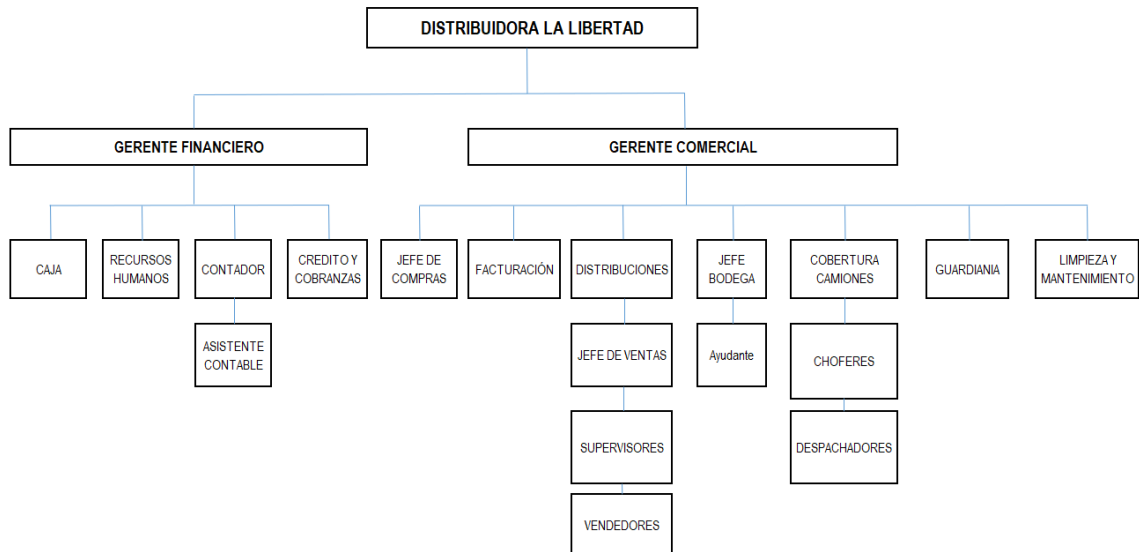 DISTRIBUIDORA LA LIBERTAD
GERENTE FINANCIERO
GERENTE COMERCIAL
CAJA
RECURSOS
HUMANOS
CONTADOR
CREDITO Y
COBRANZAS
JEFE DE
COMPRAS
FACTURACIÓN
DISTRIBUCIONES
JEFE
BODEGA
COBERTURA
CAMIONES
GUARDIANIA
LIMPIEZA Y
MANTENIMIENTO
ASISTENTE
CONTABLE
JEFE DE VENTAS
Ayudante
CHOFERES
SUPERVISORES
DESPACHADORES
VENDEDORES